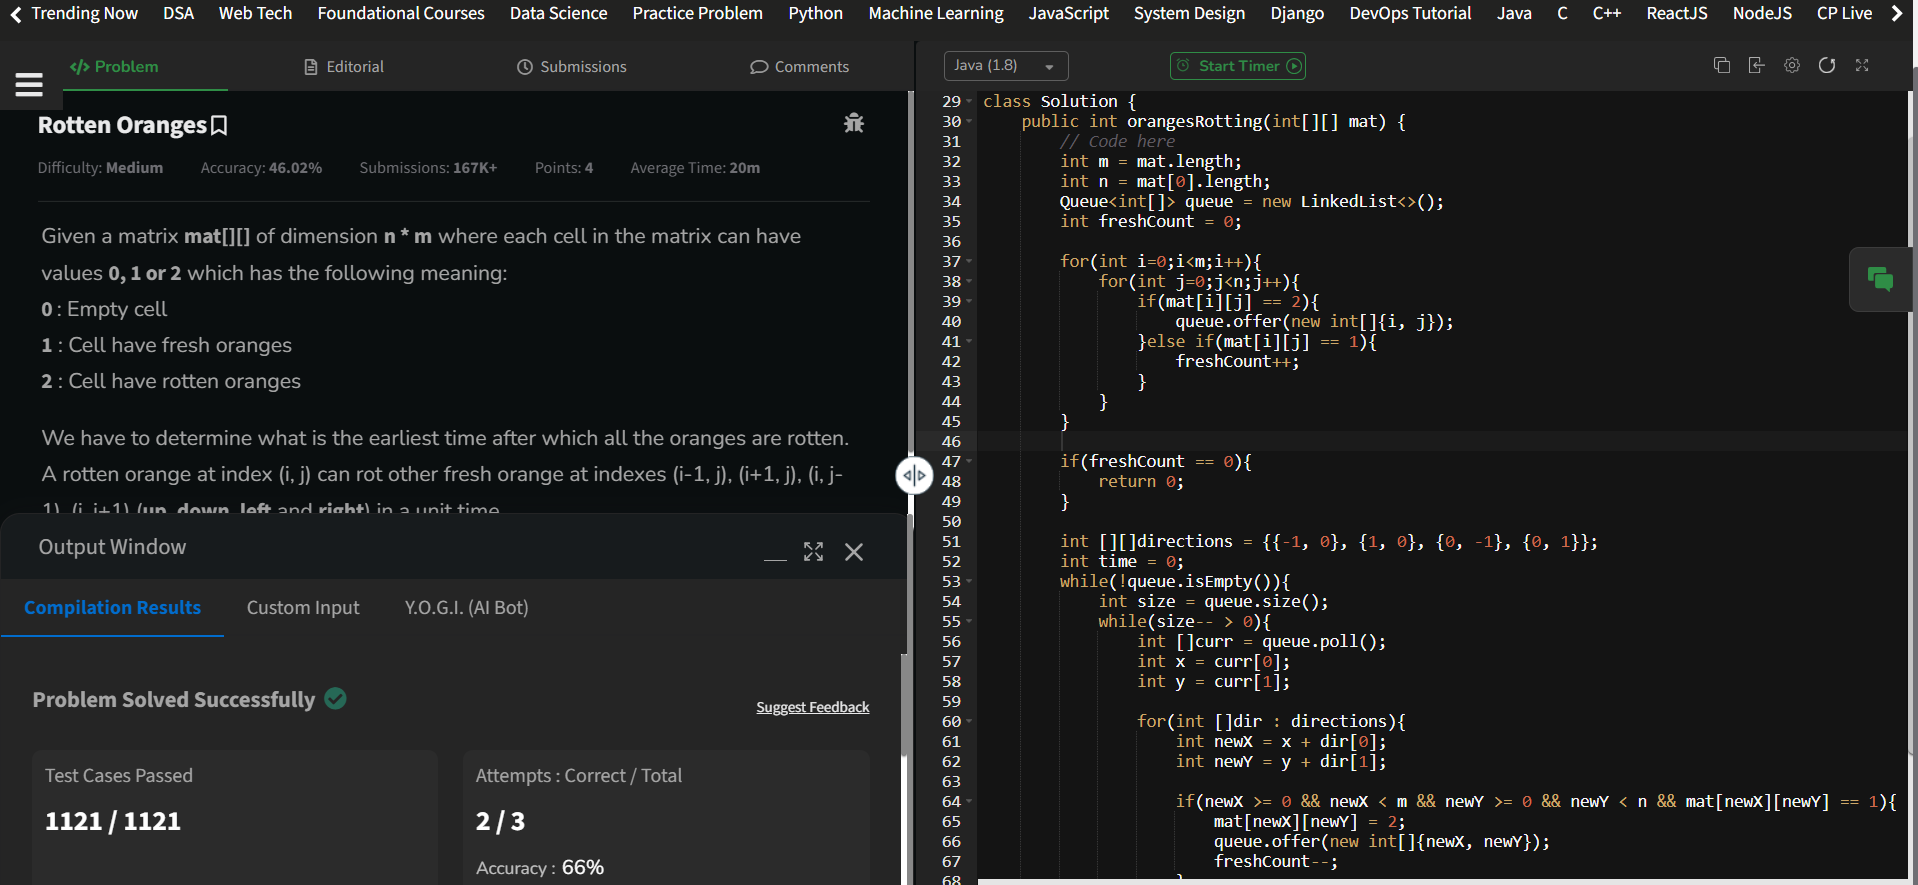 Trending Now DSA Web Tech Foundational Courses Data Science Practice Problem Python Machine Learning JavaScript System Design Django DevOps Tutorial Java C C++ ReactJS NodeJS CP Live
</> Problem Editorial Submissions Comments
Rotten Oranges
Difficulty: Medium Accuracy: 46.02% Submissions: 167K+ Points: 4 Average Time: 20m
Given a matrix mat[][] of dimension n * m where each cell in the matrix can have
values 0, 1 or 2 which has the following meaning:
0 : Empty cell
1 : Cell have fresh oranges
2 : Cell have rotten oranges
We have to determine what is the earliest time after which all the oranges are rotten.
A rotten orange at index (i, j) can rot other fresh orange at indexes (i-1, j), (i+1, j), (i, j-
1), (i, j+1) (up, down, left and right) in a unit time.
Output Window
Compilation Results Custom Input Y.O.G.I. (AI Bot)
Problem Solved Successfully
Suggest Feedback
Test Cases Passed
1121 / 1121
Attempts : Correct / Total
2 / 3
Accuracy : 66%
Java (1.8) Start Timer
29 class Solution {
30 public int orangesRotting(int[][] mat) {
31 // Code here
32 int m = mat.length;
33 int n = mat[0].length;
34 Queue<int[]> queue = new LinkedList<>();
35 int freshCount = 0;
36
37 for(int i=0;i<m;i++){
38 for(int j=0;j<n;j++){
39 if(mat[i][j] == 2){
40 queue.offer(new int[]{i, j});
41 }else if(mat[i][j] == 1){
42 freshCount++;
43 }
44 }
45 }
46
47 if(freshCount == 0){
48 return 0;
49 }
50
51 int [][]directions = {{-1, 0}, {1, 0}, {0, -1}, {0, 1}};
52 int time = 0;
53 while(!queue.isEmpty()){
54 int size = queue.size();
55 while(size-- > 0){
56 int []curr = queue.poll();
57 int x = curr[0];
58 int y = curr[1];
59
60 for(int []dir : directions){
61 int newX = x + dir[0];
62 int newY = y + dir[1];
63
64 if(newX >= 0 && newX < m && newY >= 0 && newY < n && mat[newX][newY] == 1){
65 mat[newX][newY] = 2;
66 queue.offer(new int[]{newX, newY});
67 freshCount--;
68 }